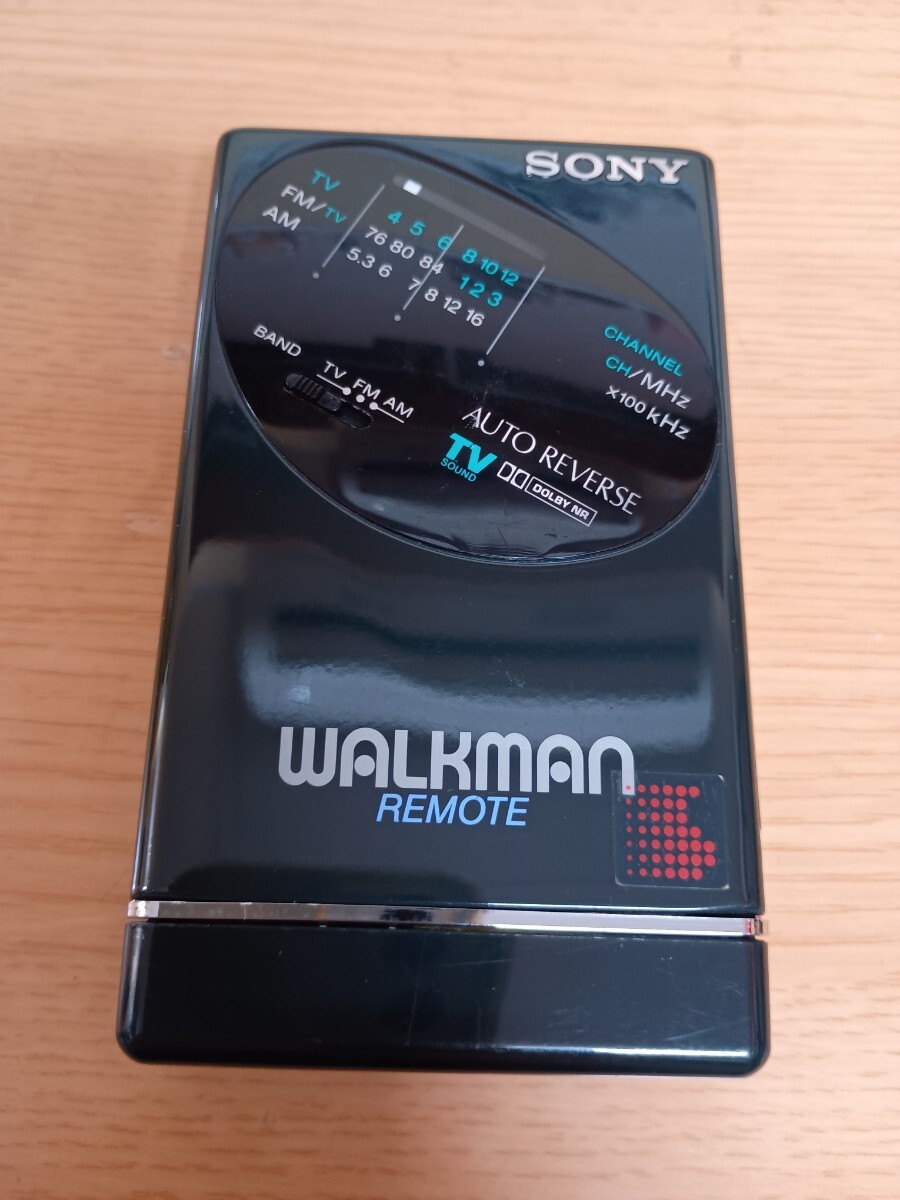 SONY
TV
FM/TV
AM
4 5 6 8 10 12
76 80 84 1 2 3
5.3 6 7 8 12 16
CHANNEL
CH/MHz
×100 kHz
BAND
TV FM AM
AUTO REVERSE
TV
SOUND
DOLBY NR
WALKMAN
REMOTE